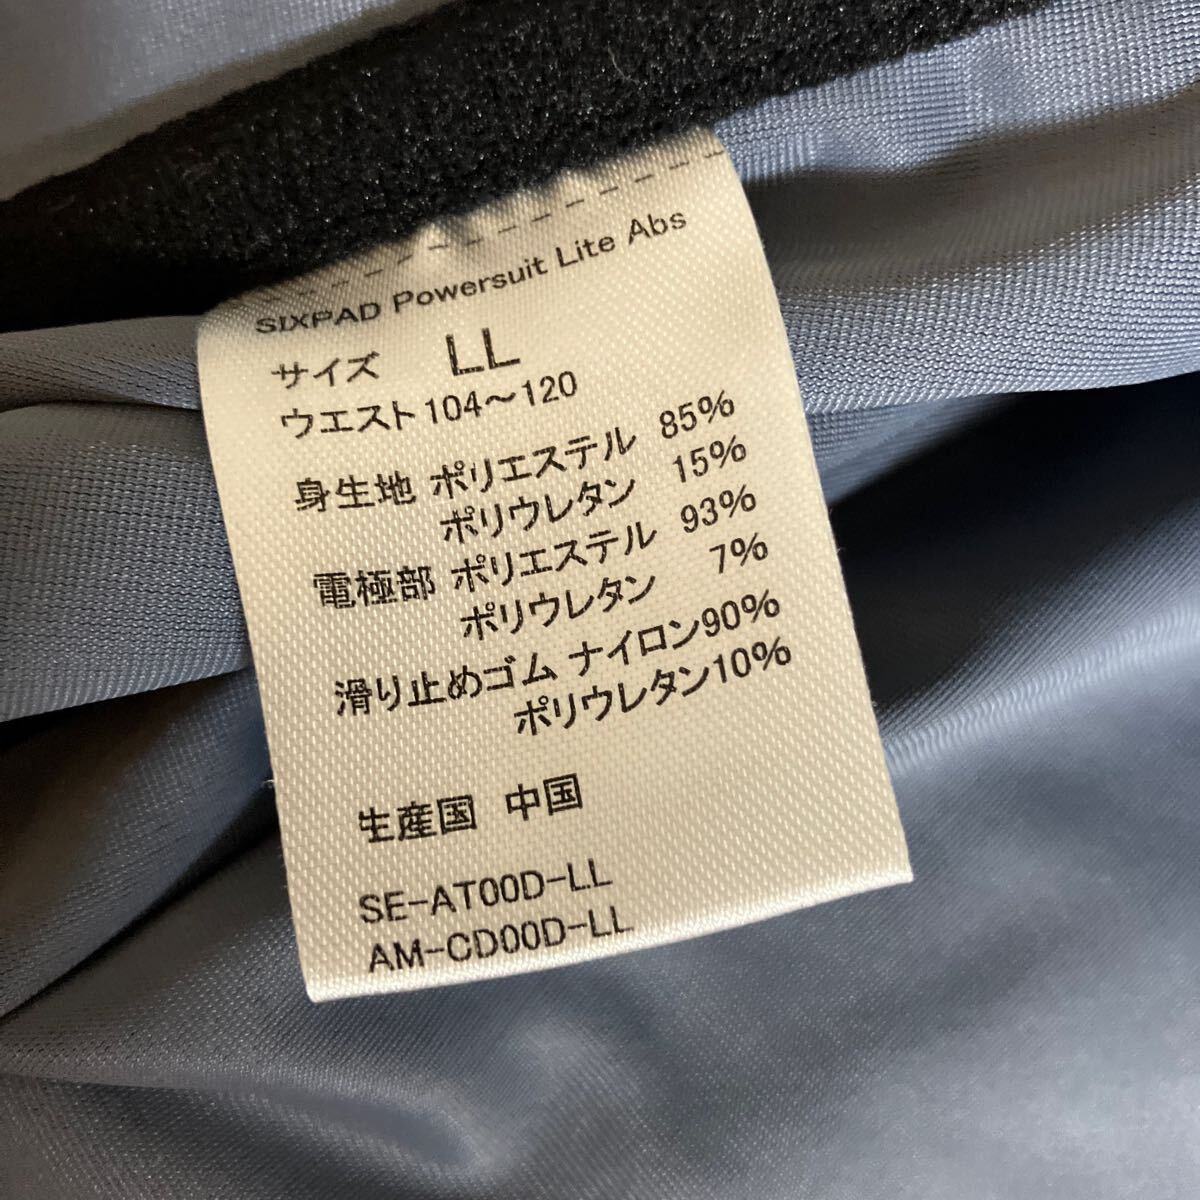 SIXPAD Powersuit Lite Abs
サイズ LL
ウエスト104～120
身生地 ポリエステル 85%
ポリウレタン 15%
電極部 ポリエステル 93%
ポリウレタン 7%
滑り止めゴム ナイロン90%
ポリウレタン10%
生産国 中国
SE-AT00D-LL
AM-CD00D-LL